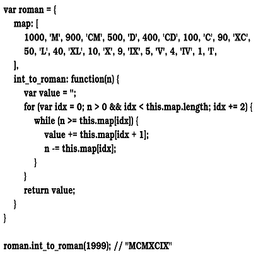 var roman = {
map: [
1000, 'M', 900, 'CM', 500, 'D', 400, 'CD', 100, 'C', 90, 'XC',
50, 'L', 40, 'XL', 10, 'X', 9, 'IX', 5, 'V', 4, 'IV', 1, 'I',
],
int_to_roman: function(n) {
var value = '';
for (var idx = 0; n > 0 && idx < this.map.length; idx += 2) {
while (n >= this.map[idx]) {
value += this.map[idx + 1];
n -= this.map[idx];
}
}
return value;
}
}
roman.int_to_roman(1999); // "MCMXCIX"